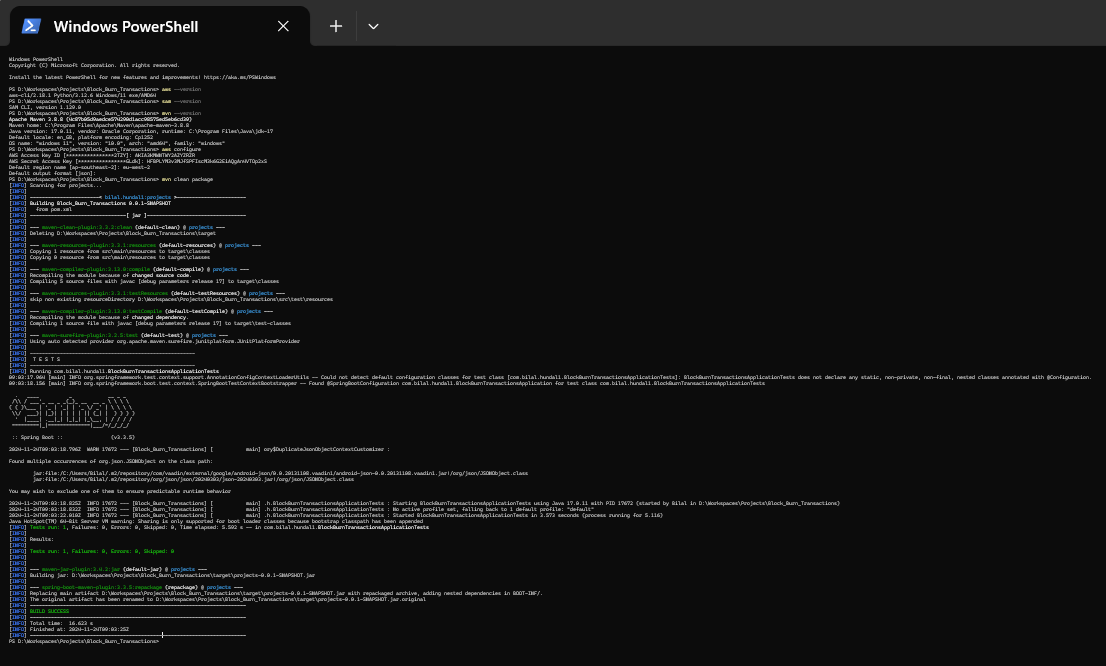 Windows PowerShell
Windows PowerShell
Copyright (C) Microsoft Corporation. All rights reserved.
Install the latest PowerShell for new features and improvements! https://aka.ms/PSWindows
PS D:\Workspaces\Projects\Block_Burn_Transactions> aws --version
aws-cli/2.18.1 Python/3.12.6 Windows/11 exe/AMD64
PS D:\Workspaces\Projects\Block_Burn_Transactions> sam --version
SAM CLI, version 1.120.0
PS D:\Workspaces\Projects\Block_Burn_Transactions> mvn --version
Apache Maven 3.8.8
Maven home: C:\Program Files\Apache\Maven\apache-maven-3.8.8
Java version: 17.0.11, vendor: Oracle Corporation, runtime: C:\Program Files\Java\jdk-17
Default locale: en_GB, platform encoding: Cp1252
OS name: "windows 11", version: "10.0", arch: "amd64", family: "windows"
PS D:\Workspaces\Projects\Block_Burn_Transactions> aws configure
AWS Access Key ID
AWS Secret Access Key
Default region name [ap-southeast-2]: eu-west-2
Default output format [json]:
PS D:\Workspaces\Projects\Block_Burn_Transactions> mvn clean package
[INFO] Scanning for projects...
[INFO]
[INFO] ----------------------< bilal.hundal:projects >----------------------
[INFO] Building Block_Burn_Transactions 0.0.1-SNAPSHOT
[INFO]   from pom.xml
[INFO] --------------------------------[ jar ]---------------------------------
[INFO]
[INFO] --- maven-clean-plugin:3.3.2:clean (default-clean) @ projects ---
[INFO] Deleting D:\Workspaces\Projects\Block_Burn_Transactions\target
[INFO]
[INFO] --- maven-resources-plugin:3.3.1:resources (default-resources) @ projects ---
[INFO] Copying 1 resource from src\main\resources to target\classes
[INFO] Copying 0 resource from src\main\resources to target\classes
[INFO]
[INFO] --- maven-compiler-plugin:3.13.0:compile (default-compile) @ projects ---
[INFO] Recompiling the module because of changed source code.
[INFO] Compiling 5 source files with javac [debug parameters release 17] to target\classes
[INFO]
[INFO] --- maven-resources-plugin:3.3.1:testResources (default-testResources) @ projects ---
[INFO] skip non existing resourceDirectory D:\Workspaces\Projects\Block_Burn_Transactions\src\test\resources
[INFO]
[INFO] --- maven-compiler-plugin:3.13.0:testCompile (default-testCompile) @ projects ---
[INFO] Recompiling the module because of changed dependency.
[INFO] Compiling 1 source file with javac [debug parameters release 17] to target\test-classes
[INFO]
[INFO] --- maven-surefire-plugin:3.2.5:test (default-test) @ projects ---
[INFO] Using auto detected provider org.apache.maven.surefire.junitplatform.JUnitPlatformProvider
[INFO]
[INFO] -------------------------------------------------------
[INFO]  T E S T S
[INFO] -------------------------------------------------------
[INFO] Running com.bilal.hundali.BlockBurnTransactionsApplicationTests
00:03:17.964 [main] INFO org.springframework.test.context.support.AnnotationConfigContextLoaderUtils -- Could not detect default configuration classes for test class [com.bilal.hundali.BlockBurnTransactionsApplicationTests]: BlockBurnTransactionsApplicationTests does not declare any static, non-private, non-final, nested classes annotated with @Configuration.
00:03:18.156 [main] INFO org.springframework.boot.test.context.SpringBootTestContextBootstrapper -- Found @SpringBootConfiguration com.bilal.hundali.BlockBurnTransactionsApplication for test class com.bilal.hundali.BlockBurnTransactionsApplicationTests
:: Spring Boot ::                (v3.3.5)
2024-11-24T00:03:18.796Z  WARN 17672 --- [Block_Burn_Transactions] [           main] ory$DuplicateJsonObjectContextCustomizer :
Found multiple occurrences of org.json.JSONObject on the class path:
jar:file:/C:/Users/Bilal/.m2/repository/com/vaadin/external/google/android-json/0.0.20131108.vaadin1/android-json-0.0.20131108.vaadin1.jar!/org/json/JSONObject.class
jar:file:/C:/Users/Bilal/.m2/repository/org/json/json/20240303/json-20240303.jar!/org/json/JSONObject.class
You may wish to exclude one of them to ensure predictable runtime behavior
2024-11-24T00:03:18.825Z  INFO 17672 --- [Block_Burn_Transactions] [           main] .h.BlockBurnTransactionsApplicationTests : Starting BlockBurnTransactionsApplicationTests using Java 17.0.11 with PID 17672 (started by Bilal in D:\Workspaces\Projects\Block_Burn_Transactions)
2024-11-24T00:03:18.832Z  INFO 17672 --- [Block_Burn_Transactions] [           main] .h.BlockBurnTransactionsApplicationTests : No active profile set, falling back to 1 default profile: "default"
2024-11-24T00:03:22.010Z  INFO 17672 --- [Block_Burn_Transactions] [           main] .h.BlockBurnTransactionsApplicationTests : Started BlockBurnTransactionsApplicationTests in 3.573 seconds (process running for 5.116)
Java HotSpot(TM) 64-Bit Server VM warning: Sharing is only supported for boot loader classes because bootstrap classpath has been appended
[INFO] Tests run: 1, Failures: 0, Errors: 0, Skipped: 0, Time elapsed: 5.592 s -- in com.bilal.hundali.BlockBurnTransactionsApplicationTests
[INFO]
[INFO] Results:
[INFO]
[INFO] Tests run: 1, Failures: 0, Errors: 0, Skipped: 0
[INFO]
[INFO]
[INFO] --- maven-jar-plugin:3.4.2:jar (default-jar) @ projects ---
[INFO] Building jar: D:\Workspaces\Projects\Block_Burn_Transactions\target\projects-0.0.1-SNAPSHOT.jar
[INFO]
[INFO] --- spring-boot-maven-plugin:3.3.5:repackage (repackage) @ projects ---
[INFO] Replacing main artifact D:\Workspaces\Projects\Block_Burn_Transactions\target\projects-0.0.1-SNAPSHOT.jar with repackaged archive, adding nested dependencies in BOOT-INF/.
[INFO] The original artifact has been renamed to D:\Workspaces\Projects\Block_Burn_Transactions\target\projects-0.0.1-SNAPSHOT.jar.original
[INFO] ------------------------------------------------------------------------
[INFO] BUILD SUCCESS
[INFO] ------------------------------------------------------------------------
[INFO] Total time:  16.623 s
[INFO] Finished at: 2024-11-24T00:03:25Z
[INFO] ------------------------------------------------------------------------
PS D:\Workspaces\Projects\Block_Burn_Transactions>